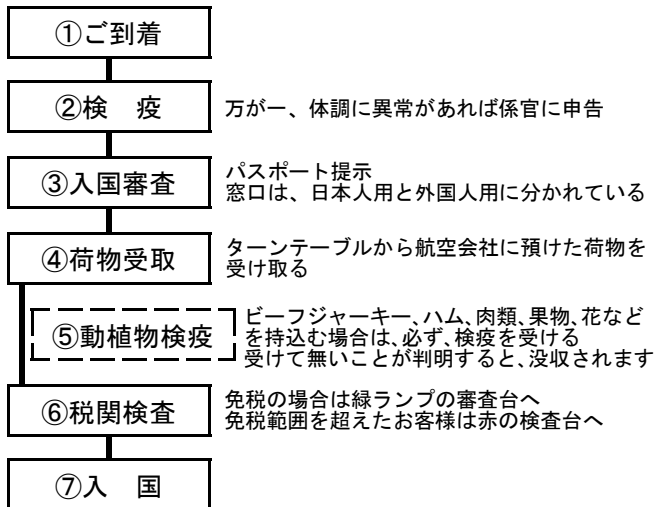 ①ご到着
②検　疫
万が一、体調に異常があれば係官に申告
③入国審査
パスポート提示
窓口は、日本人用と外国人用に分かれている
④荷物受取
ターンテーブルから航空会社に預けた荷物を
受け取る
⑤動植物検疫
ビーフジャーキー、ハム、肉類、果物、花など
を持込む場合は、必ず、検疫を受ける
受けて無いことが判明すると、没収されます
⑥税関検査
免税の場合は緑ランプの審査台へ
免税範囲を超えたお客様は赤の検査台へ
⑦入　国